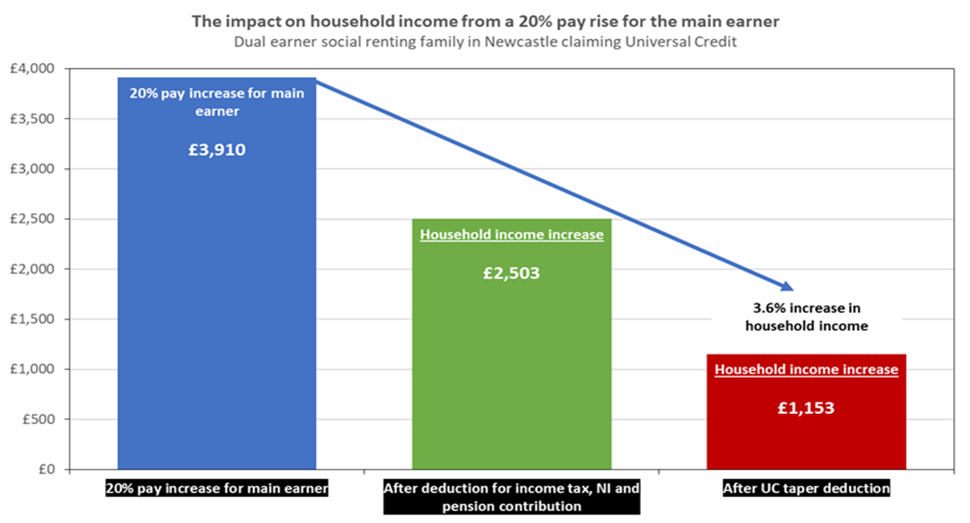 The impact on household income from a 20% pay rise for the main earner
Dual earner social renting family in Newcastle claiming Universal Credit
£4,000
£3,500
£3,000
£2,500
£2,000
£1,500
£1,000
£500
£0
20% pay increase for main
earner
£3,910
Household income increase
£2,503
3.6% increase in
household income
Household income increase
£1,153
20% pay increase for main earner
After deduction for income tax, NI and
pension contribution
After UC taper deduction